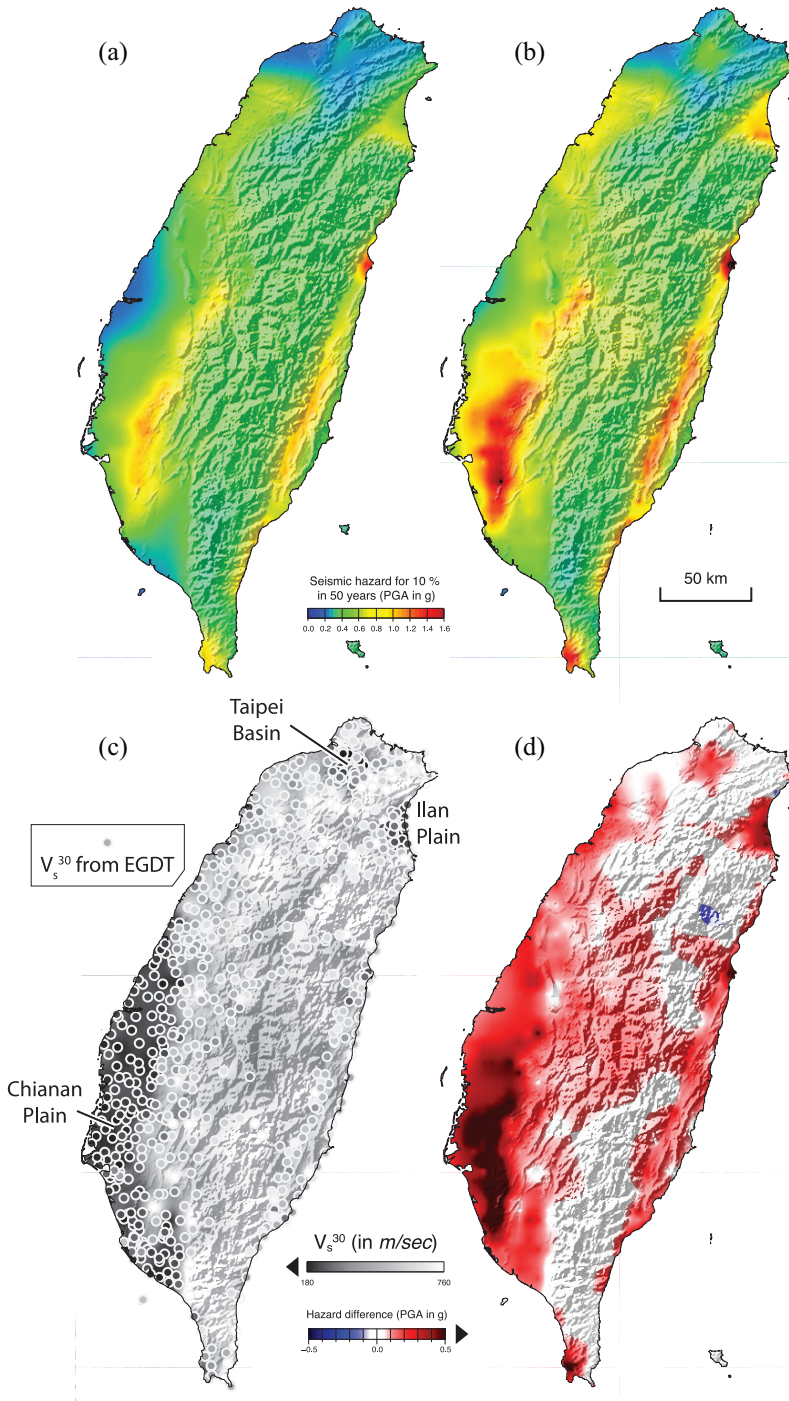 (a)
(b)
Seismic hazard for 10 %
in 50 years (PGA in g)
0.0 0.2 0.4 0.6 0.8 1.0 1.2 1.4 1.6
50 km
(c)
Taipei
Basin
(d)
Ilan
Plain
Vs30 from EGDT
Chianan
Plain
Vs30 (in m/sec)
180 760
Hazard difference (PGA in g)
−0.5 0.0 0.5